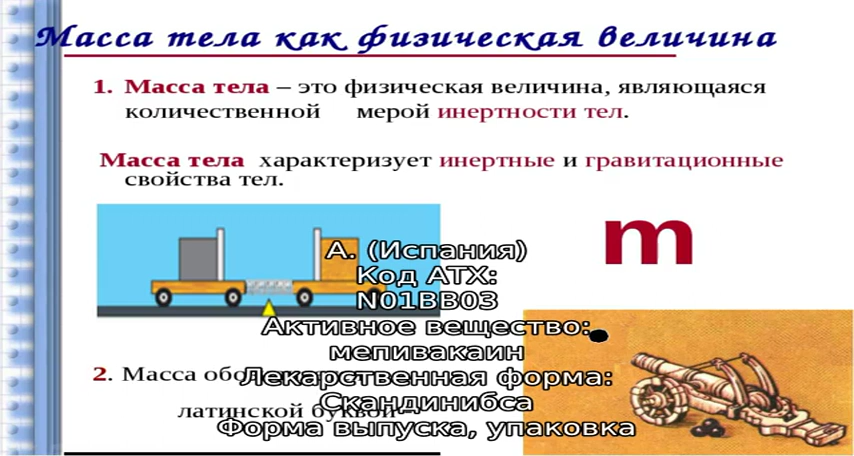 Масса тела как физическая величина
1. Масса тела – это физическая величина, являющаяся
количественной мерой инертности тел.
Масса тела характеризует инертные и гравитационные
свойства тел.
m
А. (Испания)
Код АТХ:
N01BB03
Активное вещество:
мепивакаин
2. Масса
Лекарственная форма:
Скандинибса
латинской буквой
Форма выпуска, упаковка